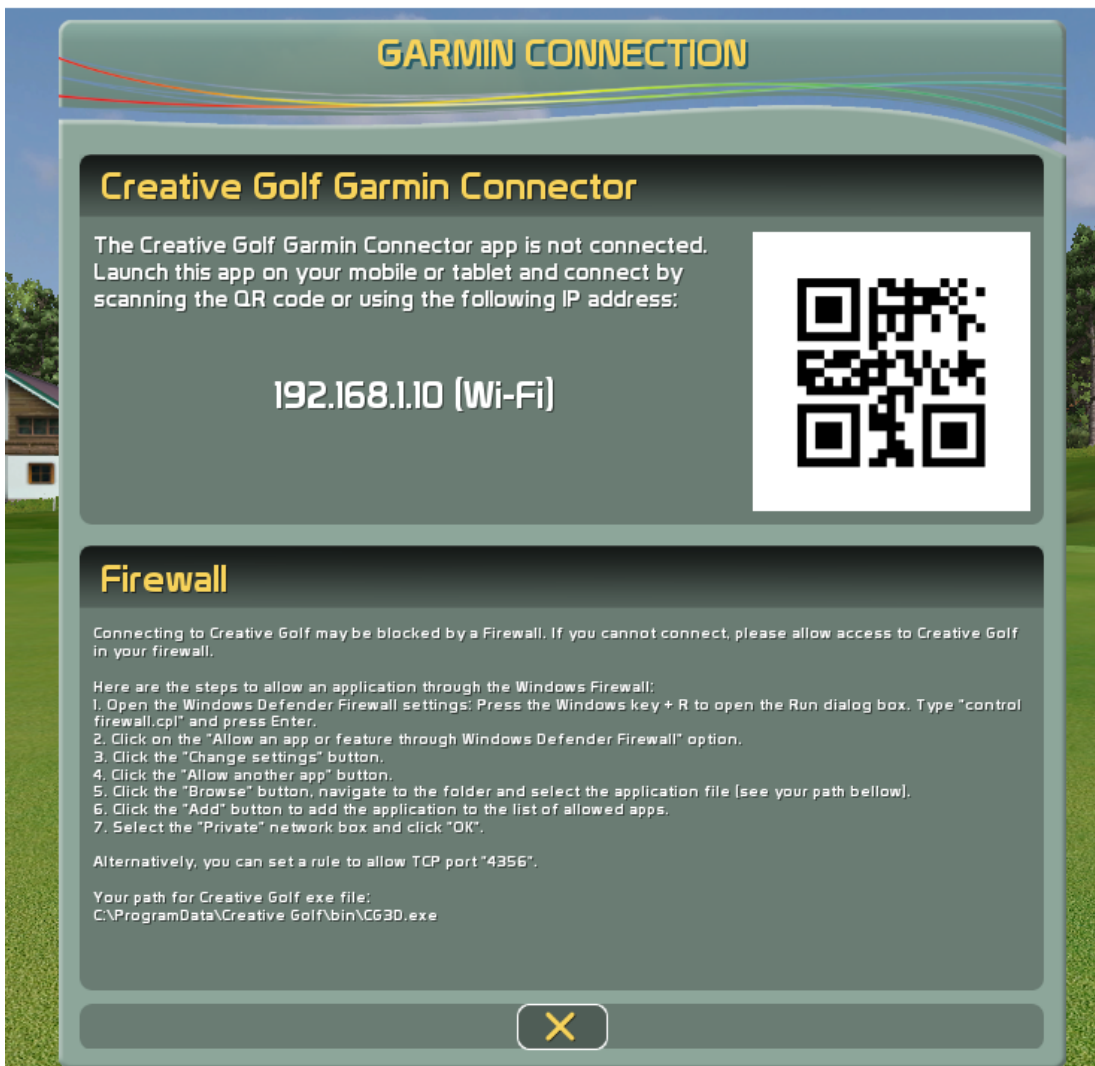 GARMIN CONNECTION
Creative Golf Garmin Connector
The Creative Golf Garmin Connector app is not connected.
Launch this app on your mobile or tablet and connect by
scanning the QR code or using the following IP address:
192.168.1.10 (Wi-Fi)
Firewall
Connecting to Creative Golf may be blocked by a Firewall. If you cannot connect, please allow access to Creative Golf
in your firewall.
Here are the steps to allow an application through the Windows Firewall:
1. Open the Windows Defender Firewall settings: Press the Windows key + R to open the Run dialog box. Type "control
firewall.cpl" and press Enter.
2. Click on the "Allow an app or feature through Windows Defender Firewall" option.
3. Click the "Change settings" button.
4. Click the "Allow another app" button.
5. Click the "Browse" button, navigate to the folder and select the application file (see your path bellow).
6. Click the "Add" button to add the application to the list of allowed apps.
7. Select the "Private" network box and click "OK".
Alternatively, you can set a rule to allow TCP port "4356".
Your path for Creative Golf exe file:
C:\ProgramData\Creative Golf\bin\CG3D.exe